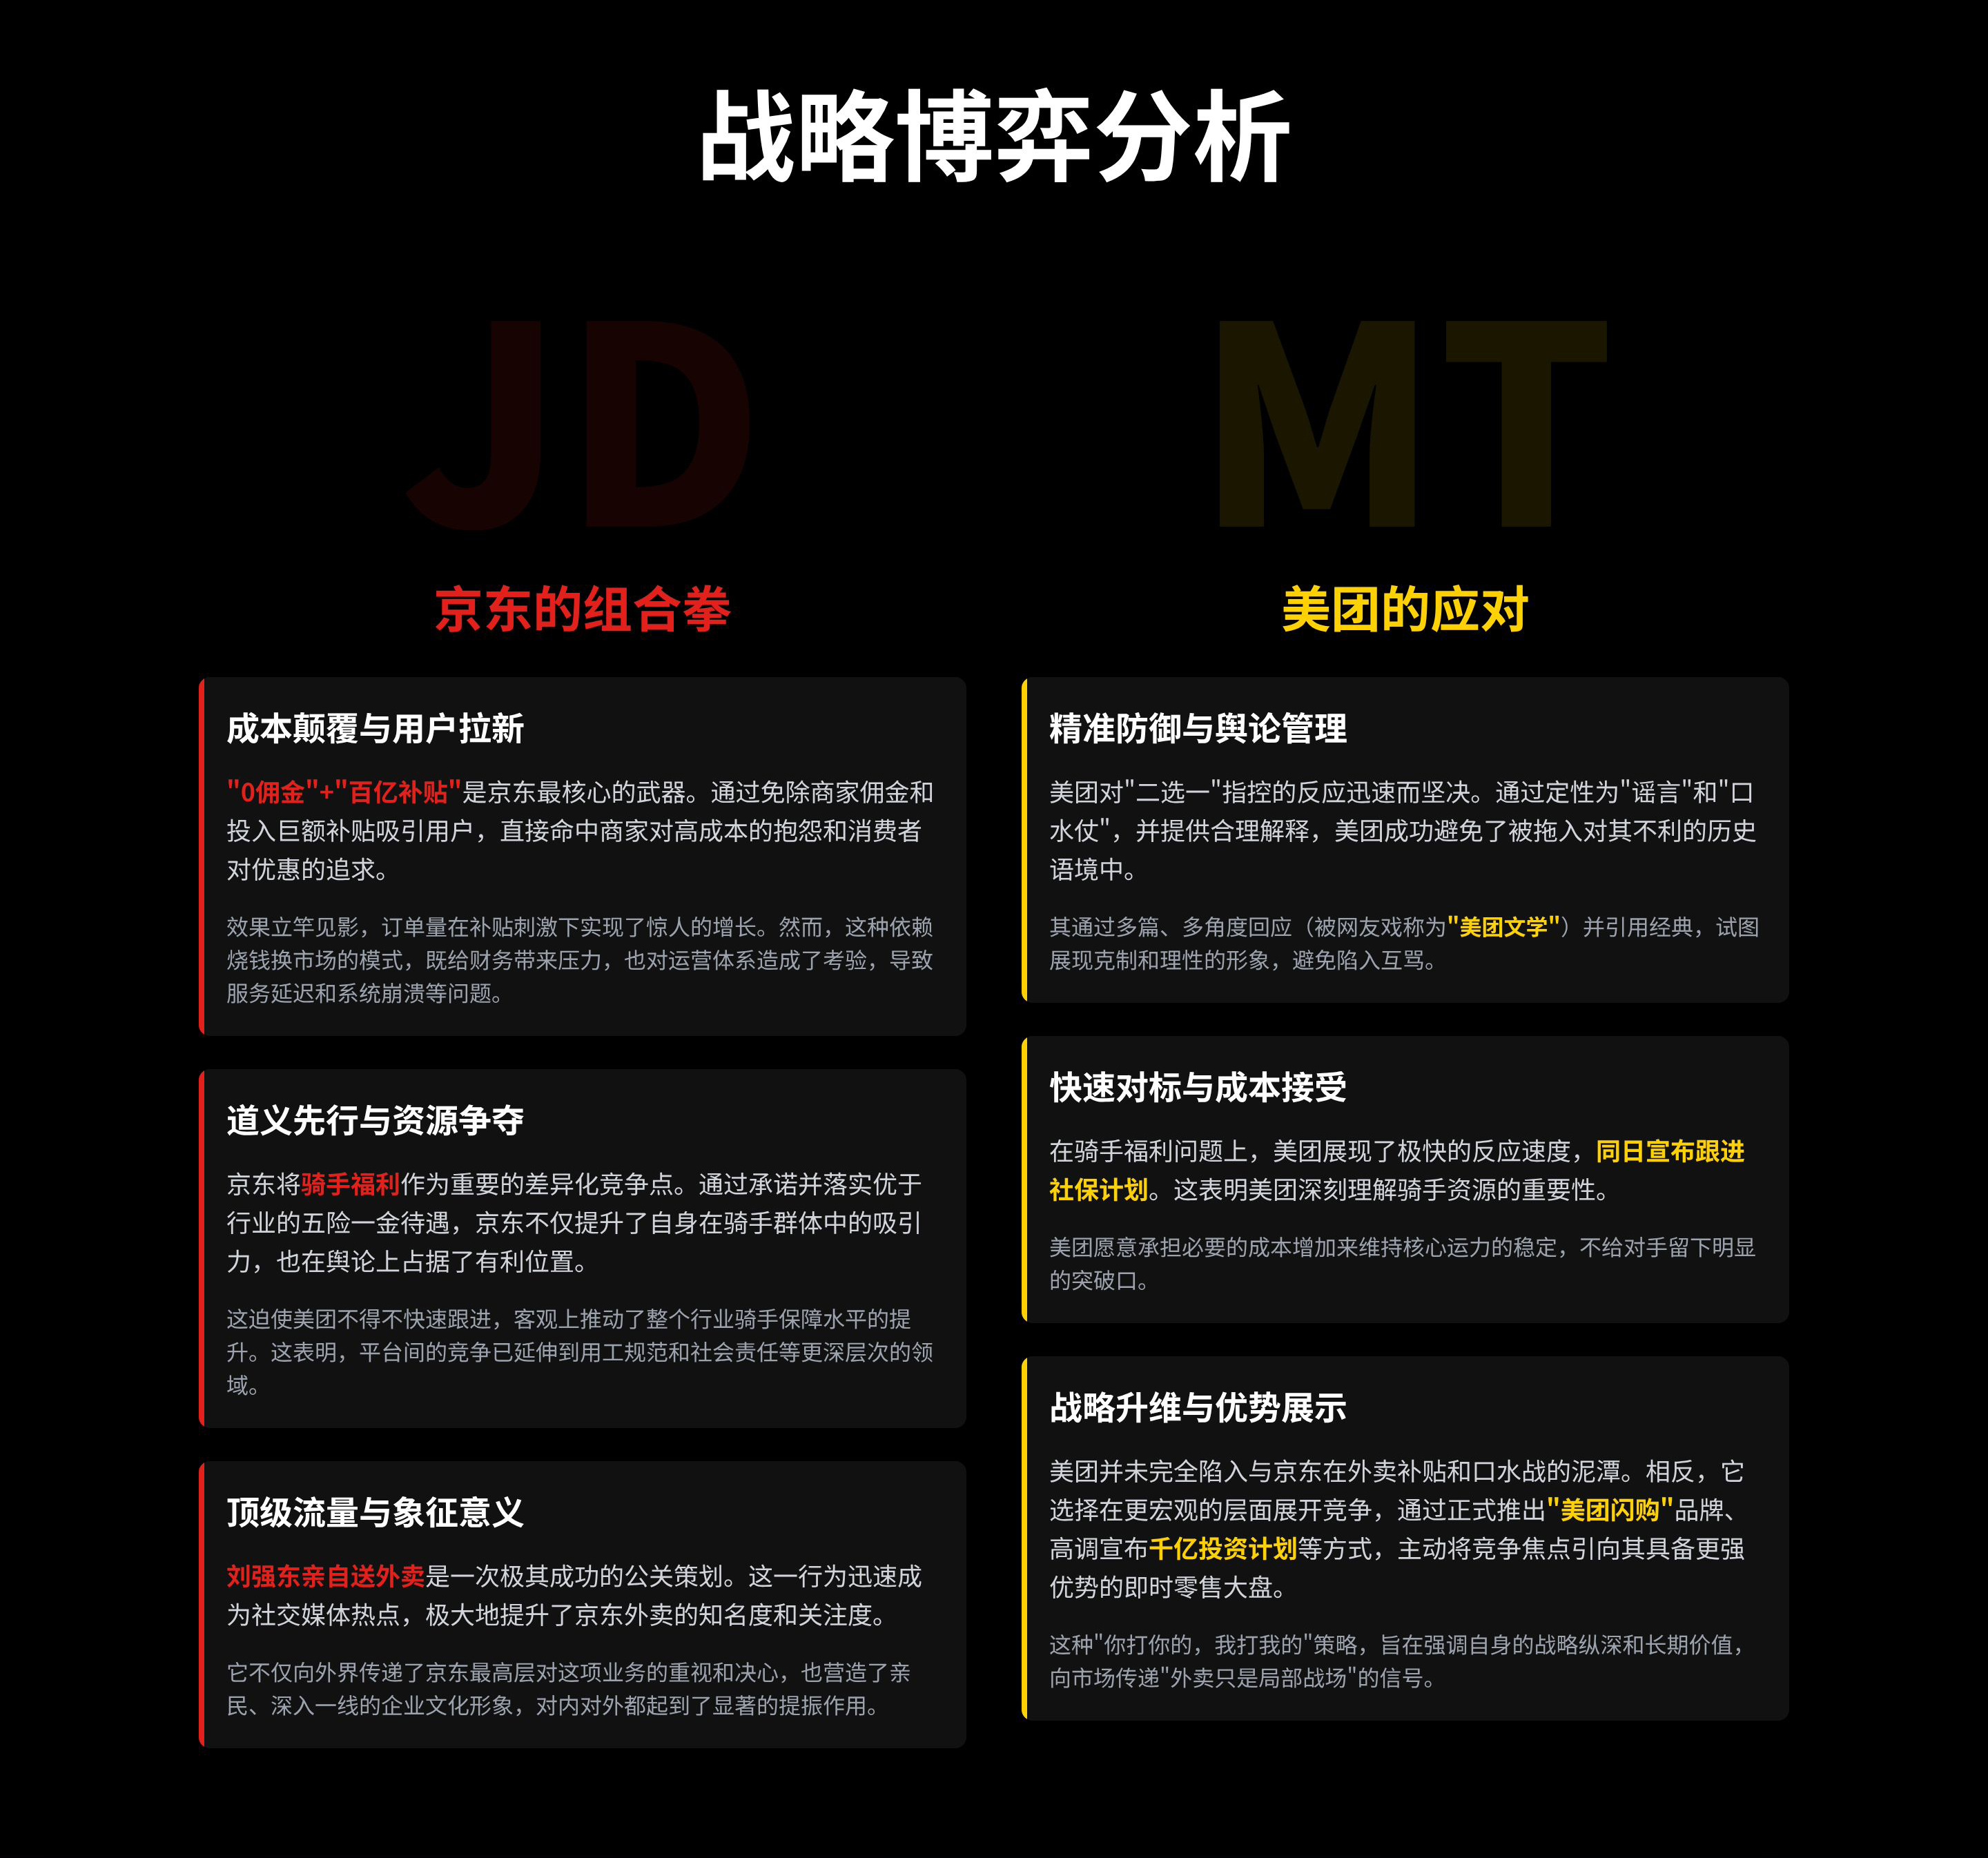 战略博弈分析
JD
京东的组合拳
成本颠覆与用户拉新
"0佣金"+"百亿补贴"是京东最核心的武器。通过免除商家佣金和
投入巨额补贴吸引用户，直接命中商家对高成本的抱怨和消费者
对优惠的追求。
效果立竿见影，订单量在补贴刺激下实现了惊人的增长。然而，这种依赖
烧钱换市场的模式，既给财务带来压力，也对运营体系造成了考验，导致
服务延迟和系统崩溃等问题。
道义先行与资源争夺
京东将骑手福利作为重要的差异化竞争点。通过承诺并落实优于
行业的五险一金待遇，京东不仅提升了自身在骑手群体中的吸引
力，也在舆论上占据了有利位置。
这迫使美团不得不快速跟进，客观上推动了整个行业骑手保障水平的提
升。这表明，平台间的竞争已延伸到用工规范和社会责任等更深层次的领
域。
顶级流量与象征意义
刘强东亲自送外卖是一次极其成功的公关策划。这一行为迅速成
为社交媒体热点，极大地提升了京东外卖的知名度和关注度。
它不仅向外界传递了京东最高层对这项业务的重视和决心，也营造了亲
民、深入一线的企业文化形象，对内对外都起到了显著的提振作用。
MT
美团的应对
精准防御与舆论管理
美团对"二选一"指控的反应迅速而坚决。通过定性为"谣言"和"口
水仗"，并提供合理解释，美团成功避免了被拖入对其不利的历史
语境中。
其通过多篇、多角度回应（被网友戏称为"美团文学"）并引用经典，试图
展现克制和理性的形象，避免陷入互骂。
快速对标与成本接受
在骑手福利问题上，美团展现了极快的反应速度，同日宣布跟进
社保计划。这表明美团深刻理解骑手资源的重要性。
美团愿意承担必要的成本增加来维持核心运力的稳定，不给对手留下明显
的突破口。
战略升维与优势展示
美团并未完全陷入与京东在外卖补贴和口水战的泥潭。相反，它
选择在更宏观的层面展开竞争，通过正式推出"美团闪购"品牌、
高调宣布千亿投资计划等方式，主动将竞争焦点引向其具备更强
优势的即时零售大盘。
这种"你打你的，我打我的"策略，旨在强调自身的战略纵深和长期价值，
向市场传递"外卖只是局部战场"的信号。